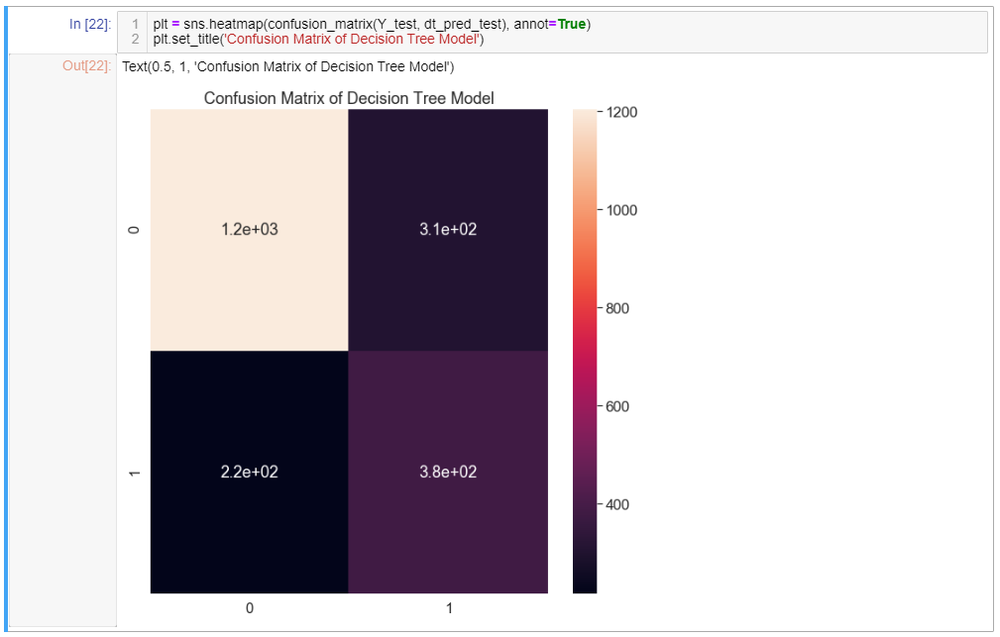 In [22]:
1 plt = sns.heatmap(confusion_matrix(Y_test, dt_pred_test), annot=True)
2 plt.set_title('Confusion Matrix of Decision Tree Model')
Out[22]: Text(0.5, 1, 'Confusion Matrix of Decision Tree Model')
Confusion Matrix of Decision Tree Model
1200
1000
800
600
400
0
1.2e+03 3.1e+02
1
2.2e+02 3.8e+02
0 1